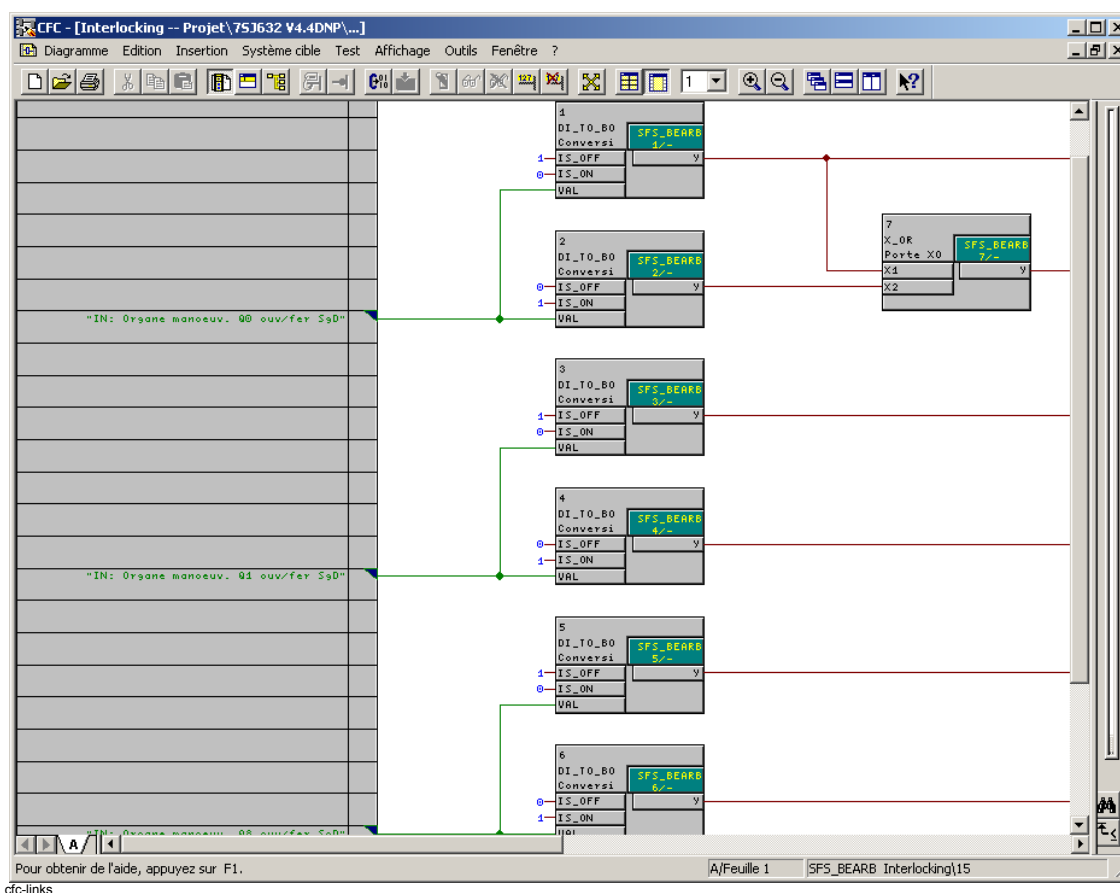 CFC - [Interlocking -- Projet\7SJ632 V4.4DNP\...]
Diagramme Edition Insertion Système cible Test Affichage Outils Fenêtre ?
1
1
DI_TO_BO
Conversi
SFS_BEARB
1/-
1 IS_OFF Y
0 IS_ON
VAL
7
X_OR
Porte XO
SFS_BEARB
7/-
X1 Y
X2
2
DI_TO_BO
Conversi
SFS_BEARB
2/-
0 IS_OFF Y
1 IS_ON
"IN: Organe manoeuv. Q0 ouv/fer SgD" VAL
3
DI_TO_BO
Conversi
SFS_BEARB
3/-
1 IS_OFF Y
0 IS_ON
VAL
4
DI_TO_BO
Conversi
SFS_BEARB
4/-
0 IS_OFF Y
1 IS_ON
"IN: Organe manoeuv. Q1 ouv/fer SgD" VAL
5
DI_TO_BO
Conversi
SFS_BEARB
5/-
1 IS_OFF Y
0 IS_ON
VAL
6
DI_TO_BO
Conversi
SFS_BEARB
6/-
0 IS_OFF Y
1 IS_ON
A
Pour obtenir de l'aide, appuyez sur F1.
A/Feuille 1
SFS_BEARB Interlocking\15
cfc-links